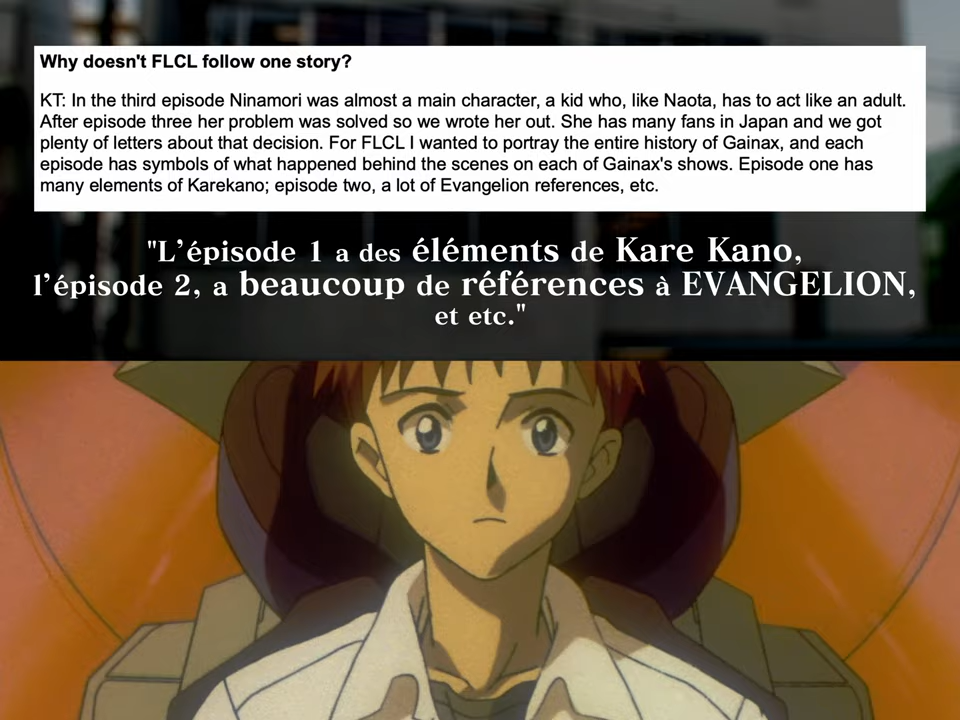 Why doesn't FLCL follow one story?
KT: In the third episode Ninamori was almost a main character, a kid who, like Naota, has to act like an adult.
After episode three her problem was solved so we wrote her out. She has many fans in Japan and we got
plenty of letters about that decision. For FLCL I wanted to portray the entire history of Gainax, and each
episode has symbols of what happened behind the scenes on each of Gainax's shows. Episode one has
many elements of Karekano; episode two, a lot of Evangelion references, etc.
"L'épisode 1 a des éléments de Kare Kano,
l'épisode 2, a beaucoup de références à EVANGELION,
et etc."